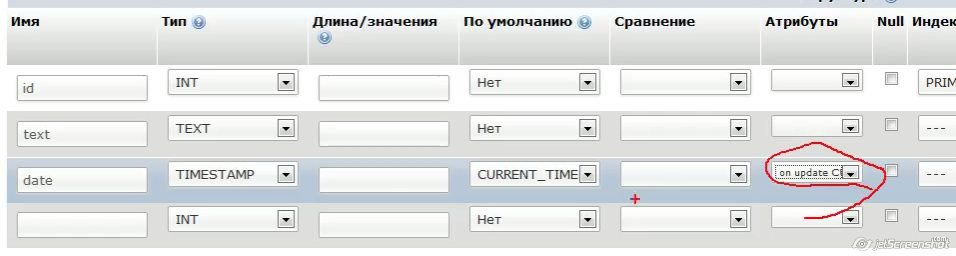 Имя Тип Длина/значения По умолчанию Сравнение Атрибуты Null Индек
id INT Нет PRIM
text TEXT Нет ---
date TIMESTAMP CURRENT_TIME on update CU ---
INT Нет ---
jetScreenshot